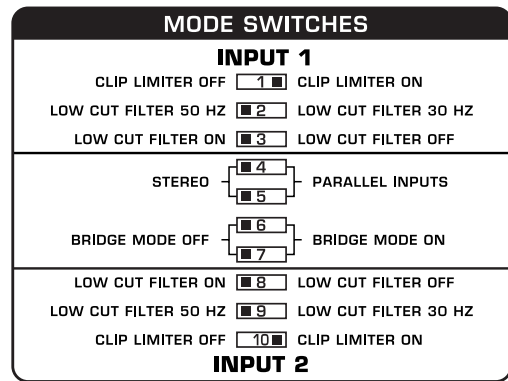 MODE SWITCHES
INPUT 1
CLIP LIMITER OFF 1 CLIP LIMITER ON
LOW CUT FILTER 50 HZ 2 LOW CUT FILTER 30 HZ
LOW CUT FILTER ON 3 LOW CUT FILTER OFF
4
STEREO PARALLEL INPUTS
5
6
BRIDGE MODE OFF BRIDGE MODE ON
7
LOW CUT FILTER ON 8 LOW CUT FILTER OFF
LOW CUT FILTER 50 HZ 9 LOW CUT FILTER 30 HZ
CLIP LIMITER OFF 10 CLIP LIMITER ON
INPUT 2